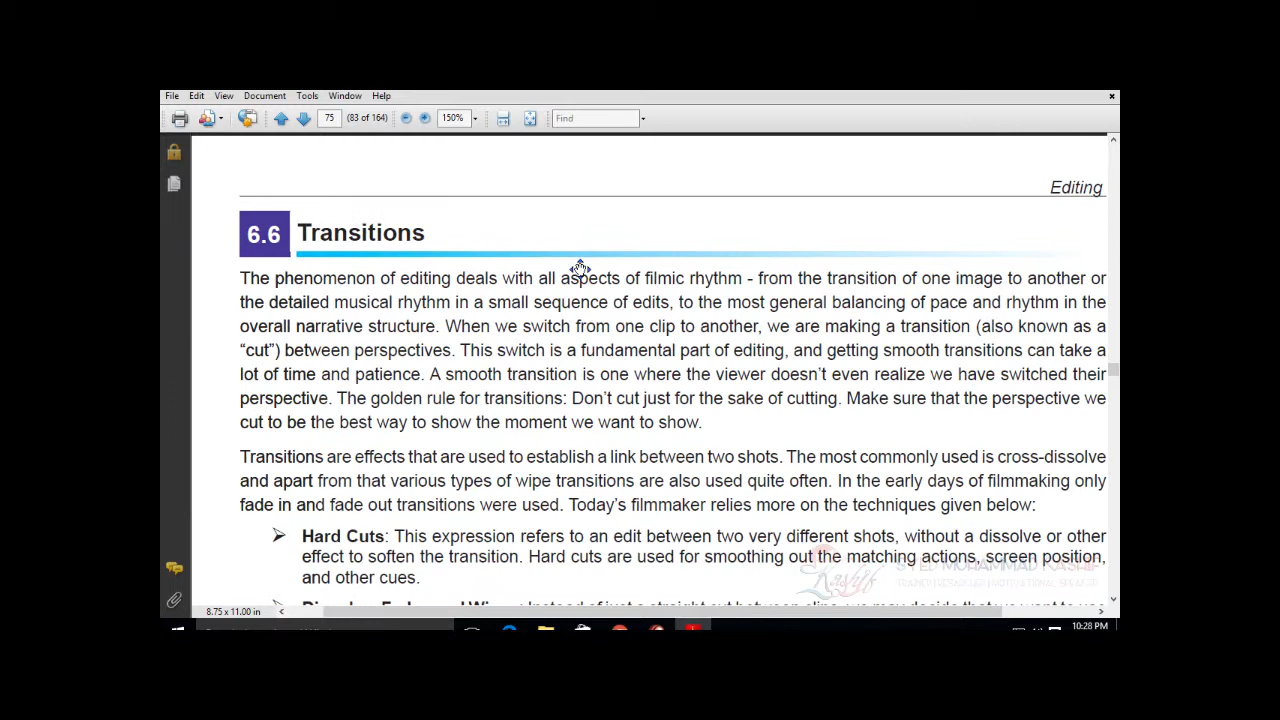 File Edit View Document Tools Window Help
75 (83 of 164) 150% Find
Editing
6.6 Transitions
The phenomenon of editing deals with all aspects of filmic rhythm - from the transition of one image to another or
the detailed musical rhythm in a small sequence of edits, to the most general balancing of pace and rhythm in the
overall narrative structure. When we switch from one clip to another, we are making a transition (also known as a
“cut”) between perspectives. This switch is a fundamental part of editing, and getting smooth transitions can take a
lot of time and patience. A smooth transition is one where the viewer doesn’t even realize we have switched their
perspective. The golden rule for transitions: Don’t cut just for the sake of cutting. Make sure that the perspective we
cut to be the best way to show the moment we want to show.
Transitions are effects that are used to establish a link between two shots. The most commonly used is cross-dissolve
and apart from that various types of wipe transitions are also used quite often. In the early days of filmmaking only
fade in and fade out transitions were used. Today’s filmmaker relies more on the techniques given below:
Hard Cuts: This expression refers to an edit between two very different shots, without a dissolve or other
effect to soften the transition. Hard cuts are used for smoothing out the matching actions, screen position,
and other cues.
SYED MUHAMMAD KASHIF
Kashif
8.75 x 11.00 in
10:28 PM